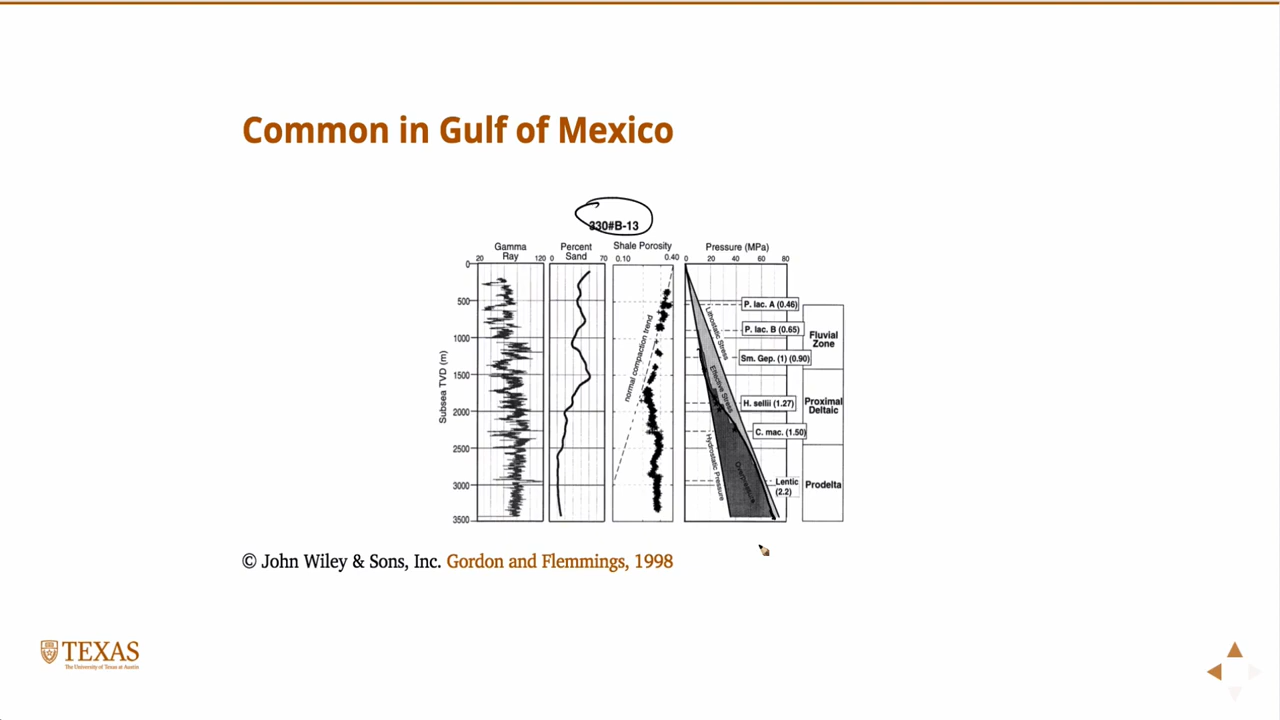 Common in Gulf of Mexico
330#B-13
Gamma Ray
Percent Sand
Shale Porosity
Pressure (MPa)
20 120 0 70 0.10 0.40 0 20 40 60 80
Subsea TVD (m)
0
500
1000
1500
2000
2500
3000
3500
normal compaction trend
Lithostatic Stress
Effective Stress
Hydrostatic Pressure
Overpressure
P. lac. A (0.46)
P. lac. B (0.65)
Sm. Gep. (1) (0.90)
H. sellii (1.27)
C. mac. (1.50)
Lentic (2.2)
Fluvial Zone
Proximal Deltaic
Prodelta
© John Wiley & Sons, Inc. Gordon and Flemmings, 1998
TEXAS
The University of Texas at Austin